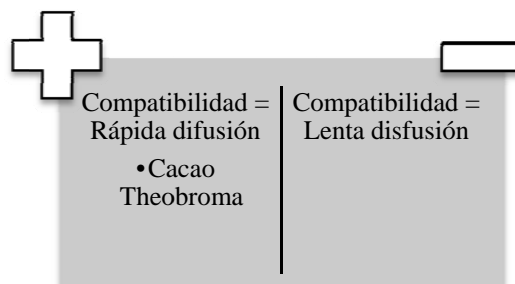 Compatibilidad =
Rápida difusión
•Cacao
Theobroma
Compatibilidad =
Lenta disfusión